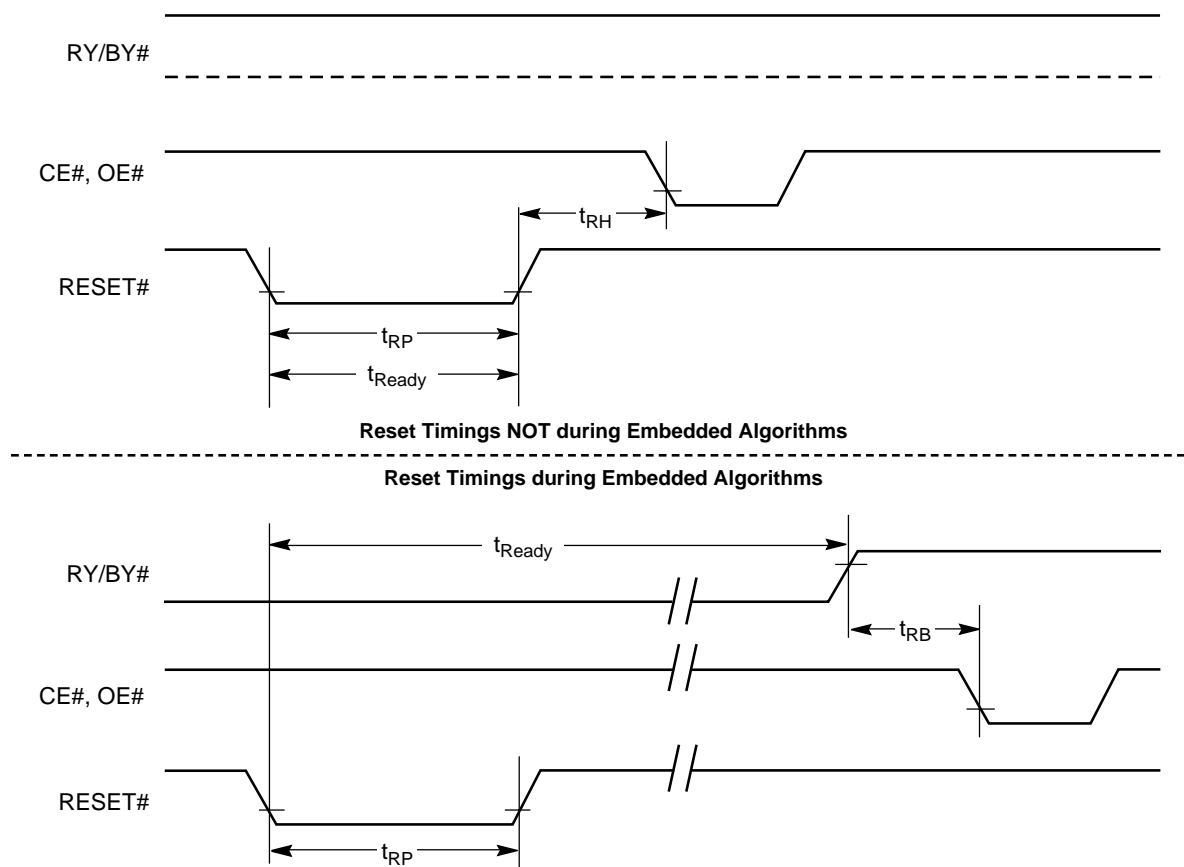 RY/BY#
CE#, OE#
tRH
RESET#
tRP
tReady
Reset Timings NOT during Embedded Algorithms
Reset Timings during Embedded Algorithms
tReady
RY/BY#
tRB
CE#, OE#
RESET#
tRP